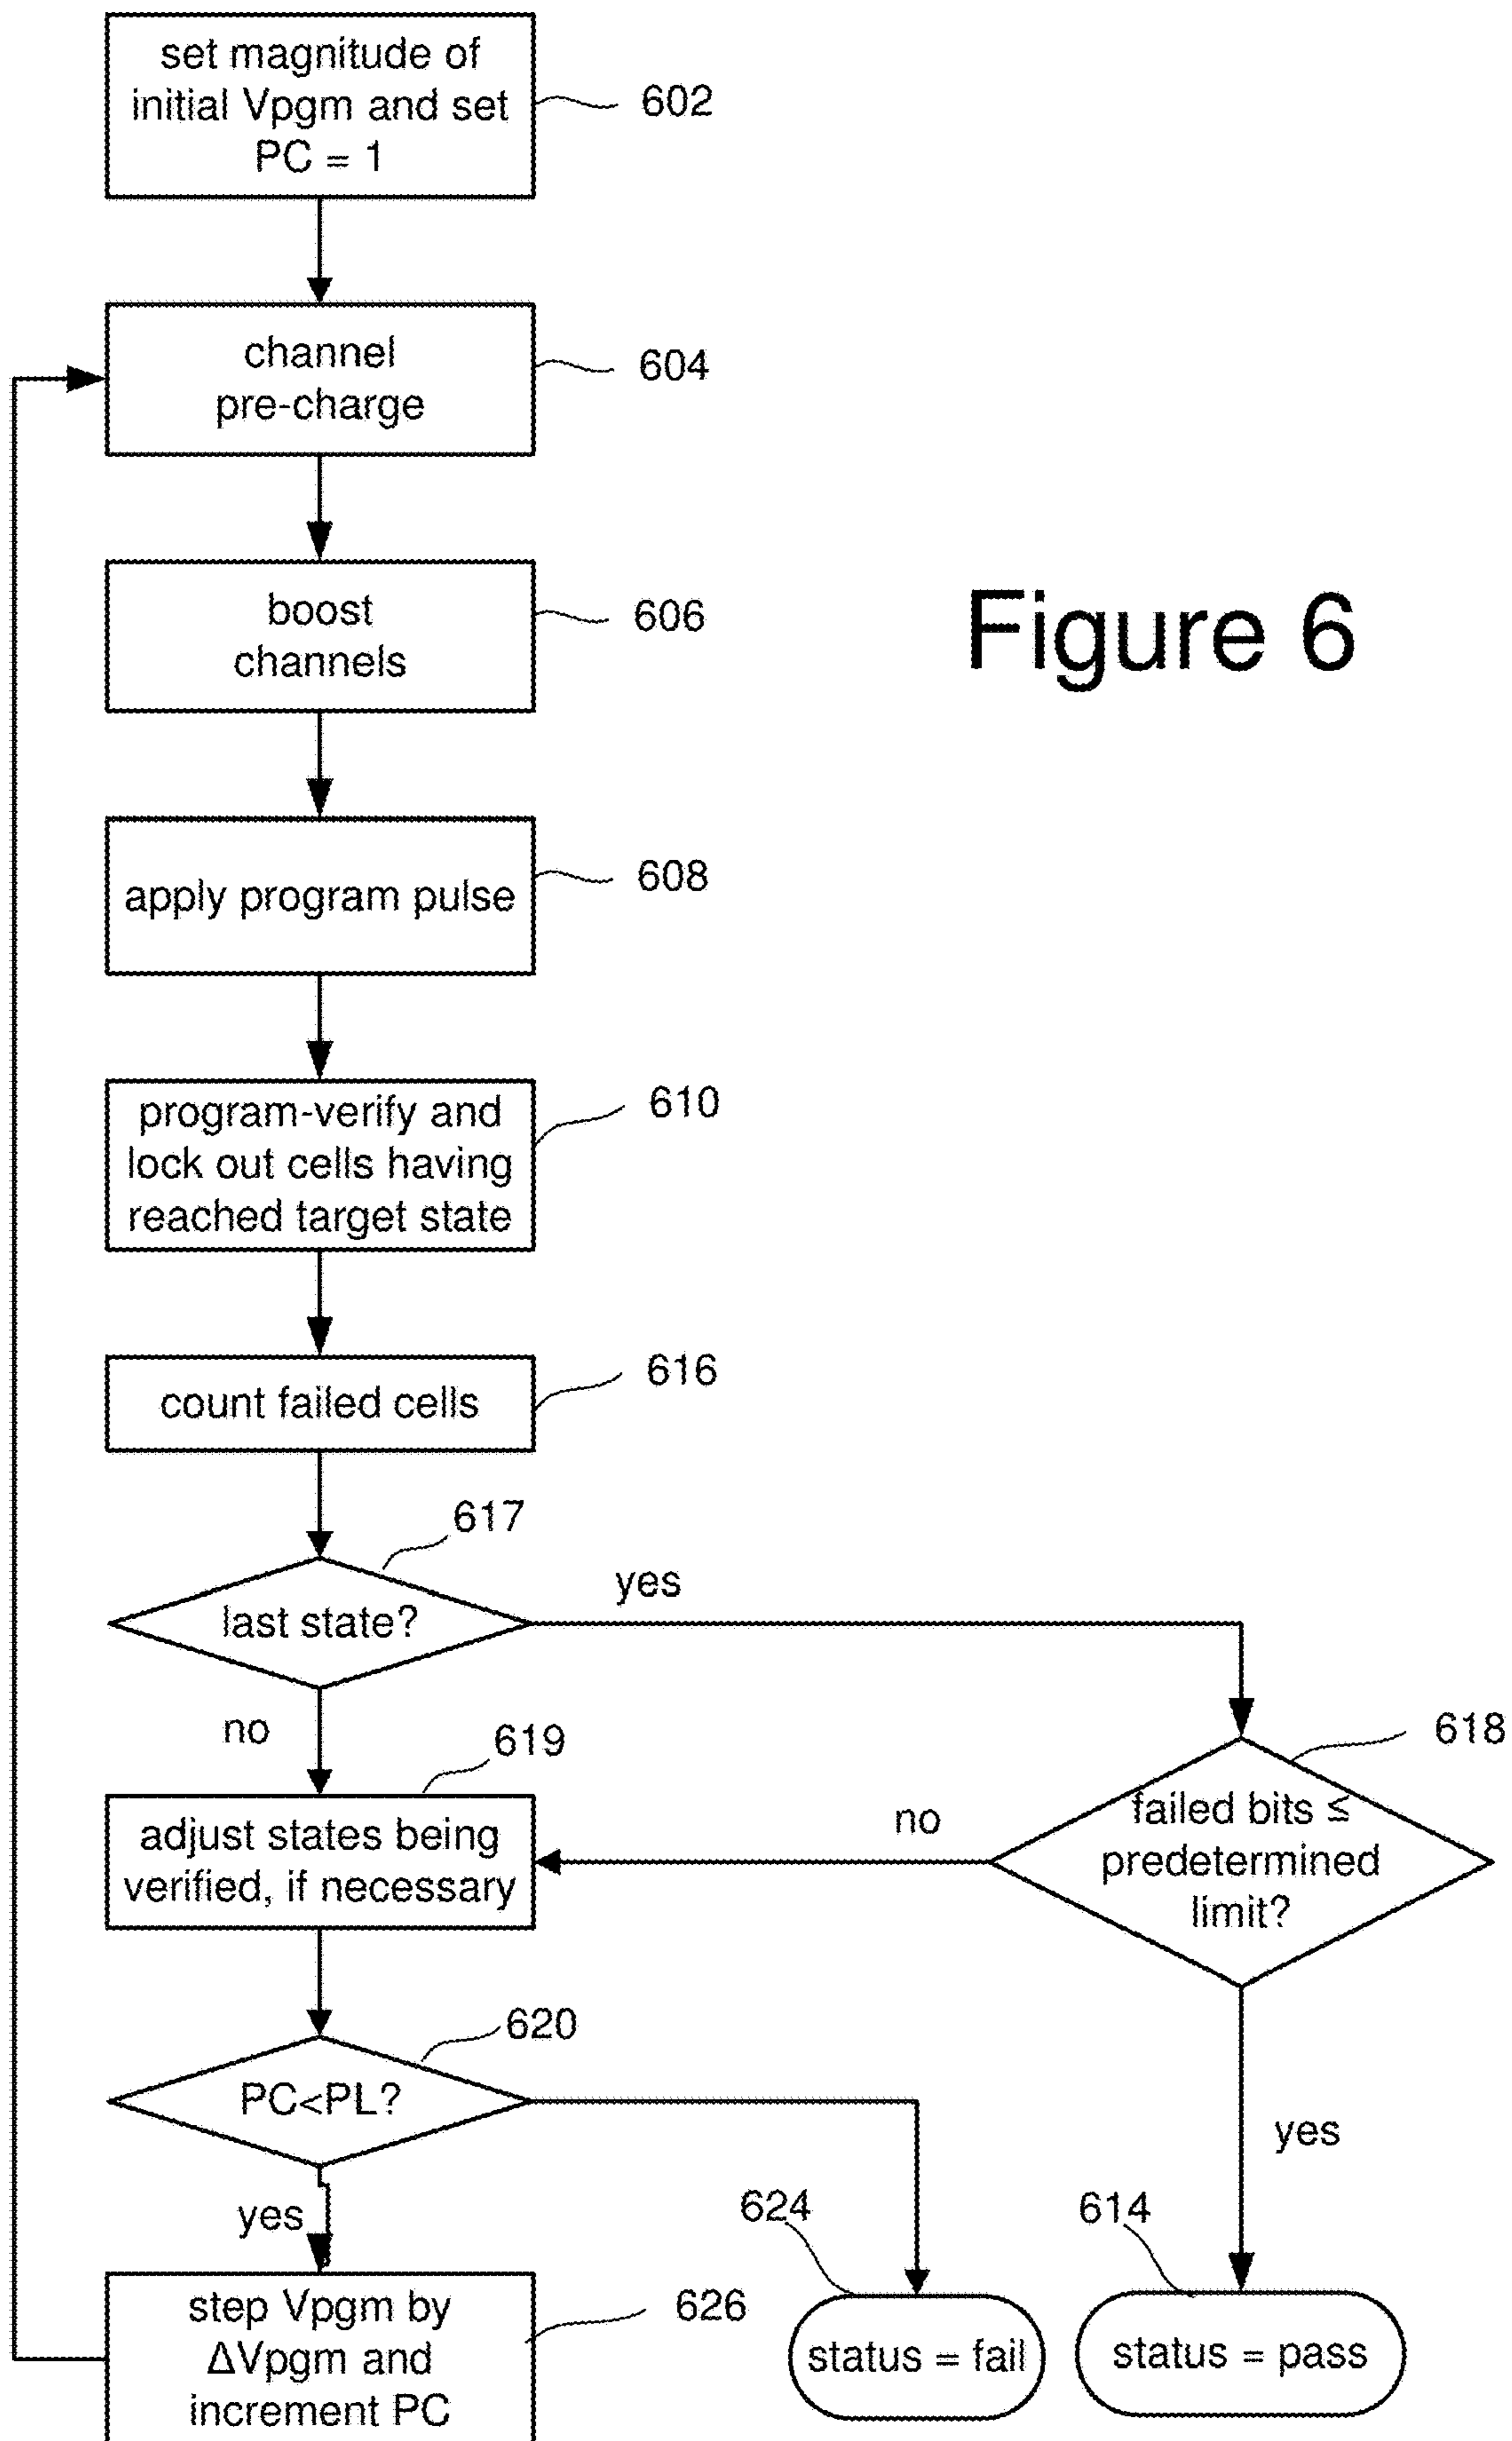 set magnitude of
initial Vpgm and set
PC = 1
602
channel
pre-charge
604
boost
channels
606
Figure 6
apply program pulse
608
program-verify and
lock out cells having
reached target state
610
count failed cells
616
617
last state?
yes
no
619
adjust states being
verified, if necessary
no
618
failed bits ≤
predetermined
limit?
620
PC<PL?
yes
yes
624
614
step Vpgm by
ΔVpgm and
increment PC
626
status = fail
status = pass